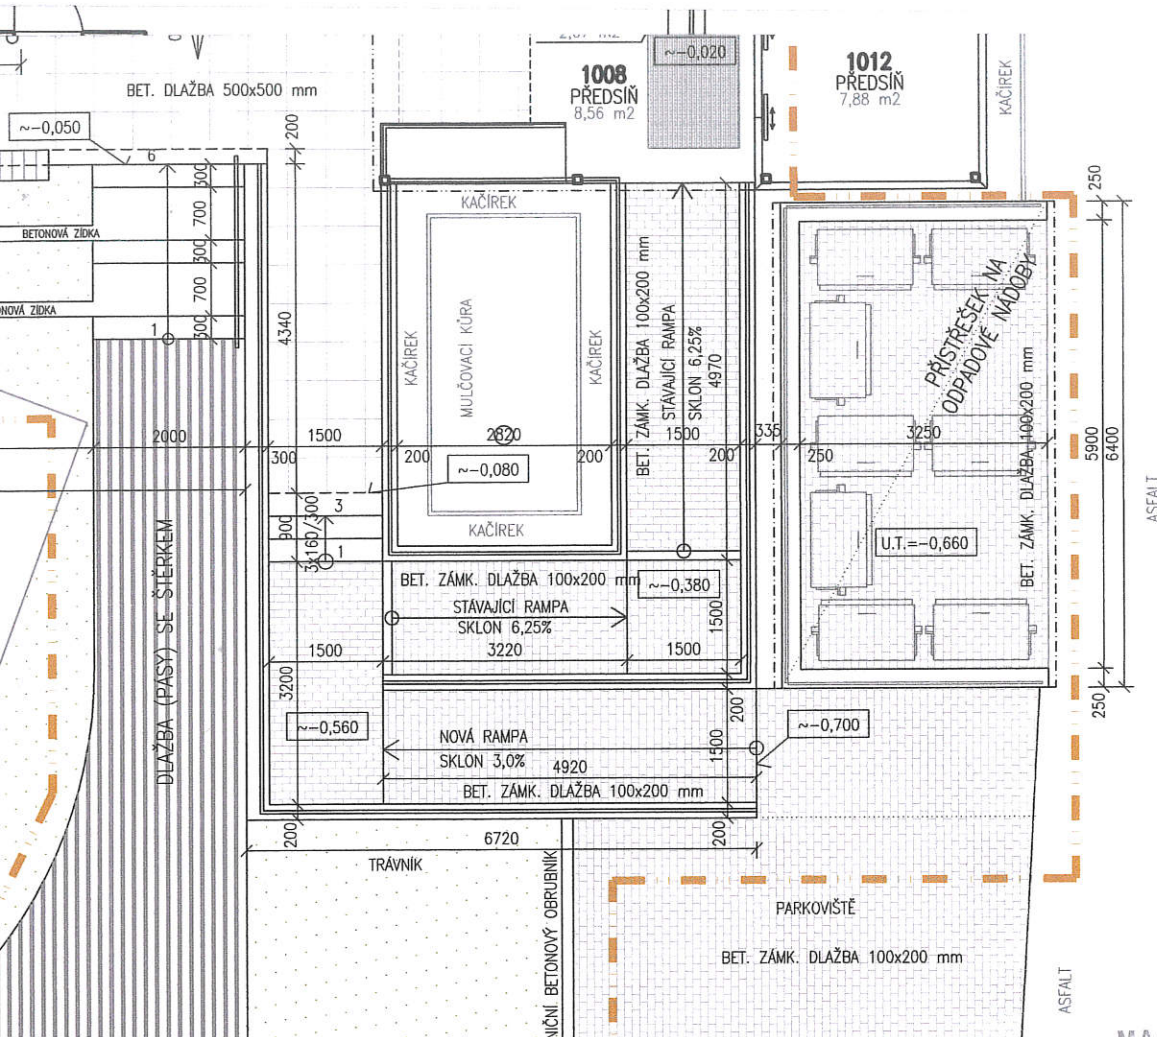 BET. DLAŽBA 500x500 mm
~-0,050
6
200
300
700
BETONOVÁ ZÍDKA
300
700
NOVÁ ZÍDKA
300
1
4340
2000
1500
300
~-0,020
1008
PŘEDSÍŇ
8,56 m2
1012
PŘEDSÍŇ
7,88 m2
KAČÍREK
KAČÍREK
KAČÍREK
MULČOVACÍ KŮRA
KAČÍREK
2820
200
200
~-0,080
KAČÍREK
BET. ZÁMK. DLAŽBA 100x200 mm
STÁVAJÍCÍ RAMPA
SKLON 6,25%
4970
1500
200
335
250
3250
PŘÍSTŘEŠEK NA
ODPADOVÉ NÁDOBY
BET. ZÁMK. DLAŽBA 100x200 mm
U.T.=-0,660
250
5900
6400
250
ASFALT
900
3x160/300
3
1
BET. ZÁMK. DLAŽBA 100x200 mm
~-0,380
STÁVAJÍCÍ RAMPA
SKLON 6,25%
1500
1500
3220
1500
3200
200
~-0,560
~-0,700
NOVÁ RAMPA
SKLON 3,0%
1500
4920
BET. ZÁMK. DLAŽBA 100x200 mm
DLAŽBA (PÁSY) SE ŠTĚRKEM
200
6720
200
TRÁVNÍK
NIČNÍ BETONOVÝ OBRUBNÍK
PARKOVIŠTĚ
BET. ZÁMK. DLAŽBA 100x200 mm
ASFALT